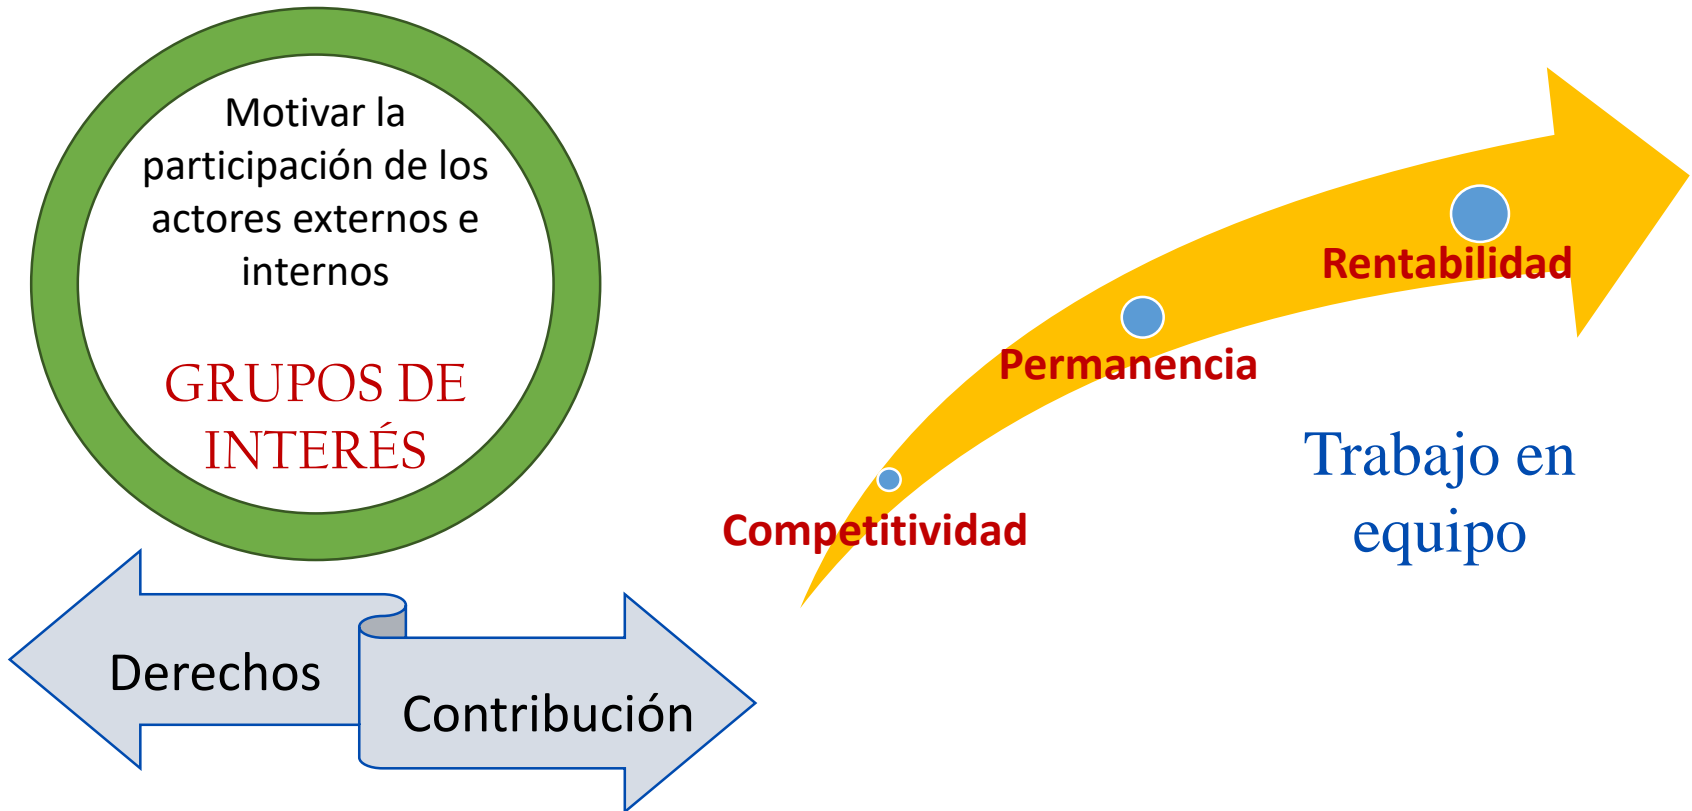 Motivar la
participación de los
actores externos e
internos
GRUPOS DE
INTERÉS
Derechos
Contribución
Rentabilidad
Permanencia
Competitividad
Trabajo en
equipo